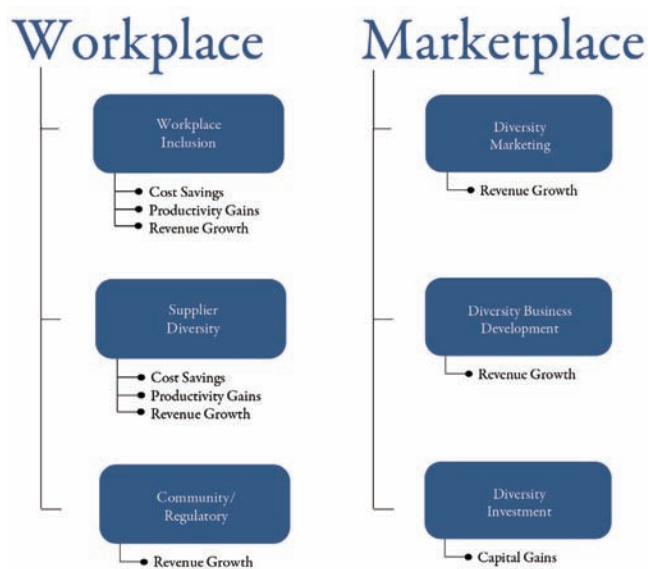 Workplace
Workplace
Inclusion
Cost Savings
Productivity Gains
Revenue Growth
Supplier
Diversity
Cost Savings
Productivity Gains
Revenue Growth
Community/
Regulatory
Revenue Growth
Marketplace
Diversity
Marketing
Revenue Growth
Diversity Business
Development
Revenue Growth
Diversity
Investment
Capital Gains